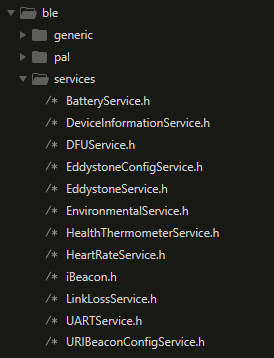 ble
generic
pal
services
/* BatteryService.h
/* DeviceInformationService.h
/* DFUService.h
/* EddystoneConfigService.h
/* EddystoneService.h
/* EnvironmentalService.h
/* HealthThermometerService.h
/* HeartRateService.h
/* iBeacon.h
/* LinkLossService.h
/* UARTService.h
/* URIBeaconConfigService.h